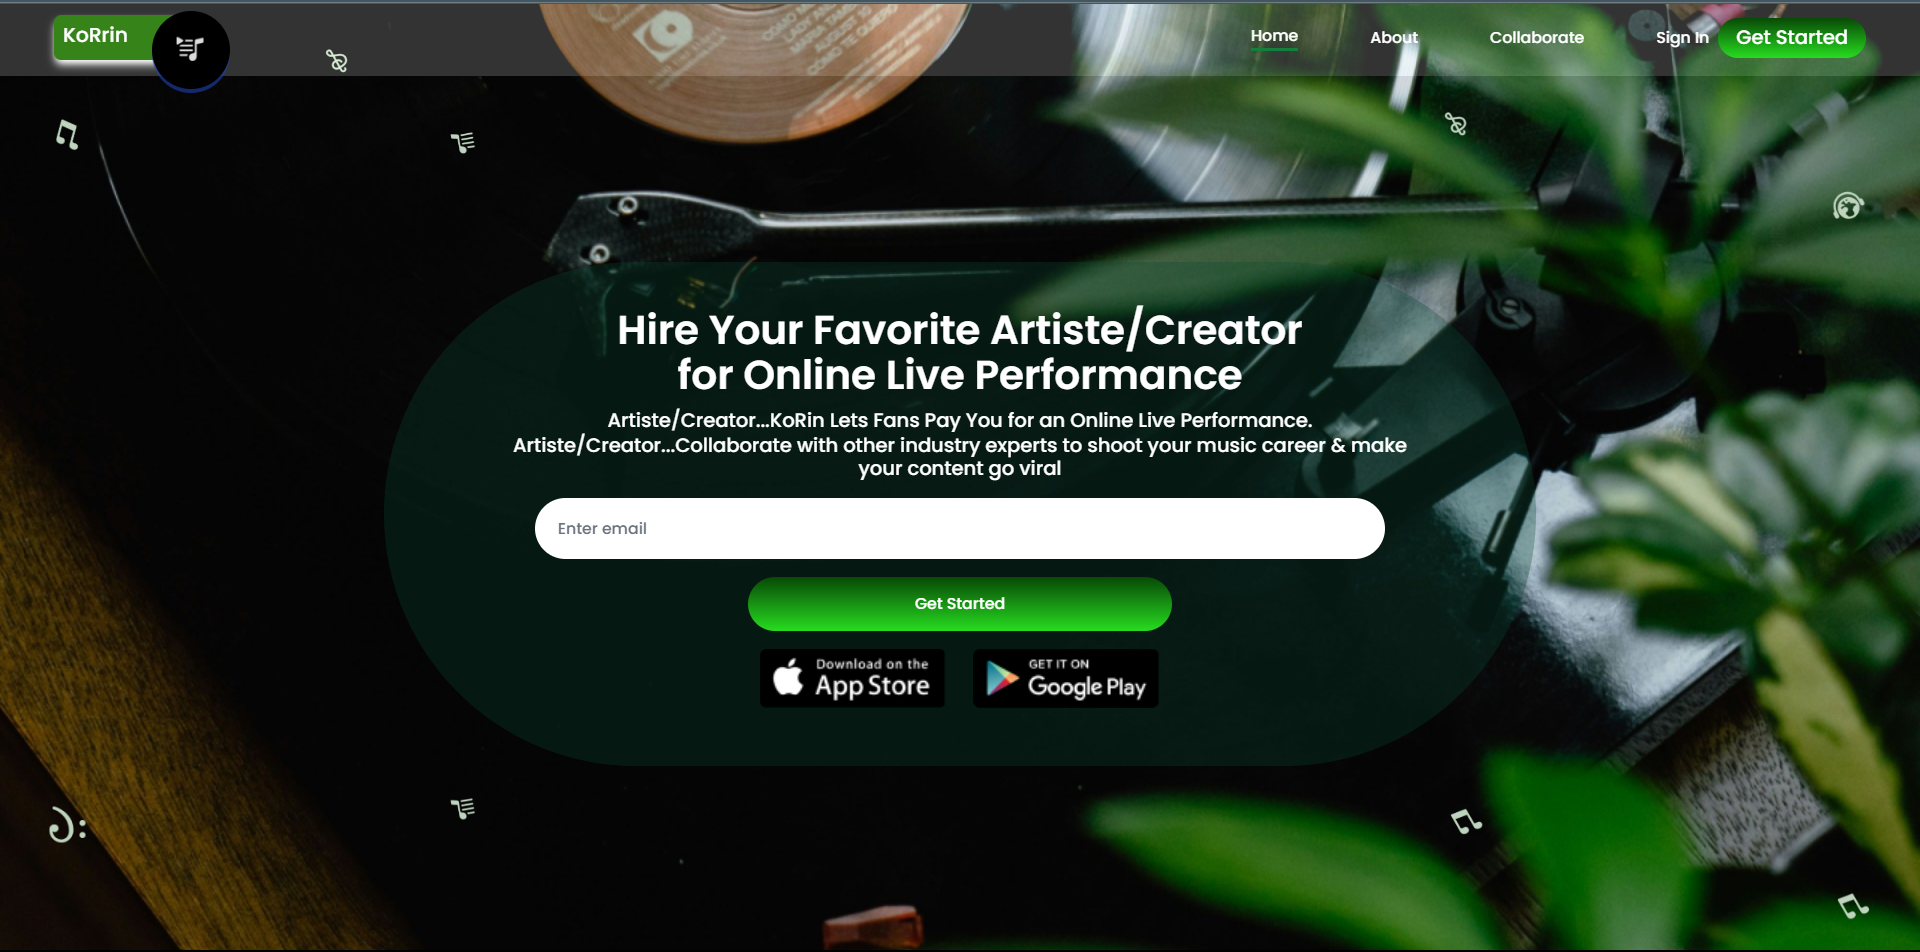 KoRrin
Home
About
Collaborate
Sign In
Get Started
Hire Your Favorite Artiste/Creator
for Online Live Performance
Artiste/Creator...KoRin Lets Fans Pay You for an Online Live Performance.
Artiste/Creator...Collaborate with other industry experts to shoot your music career & make
your content go viral
Enter email
Get Started
Download on the
App Store
GET IT ON
Google Play